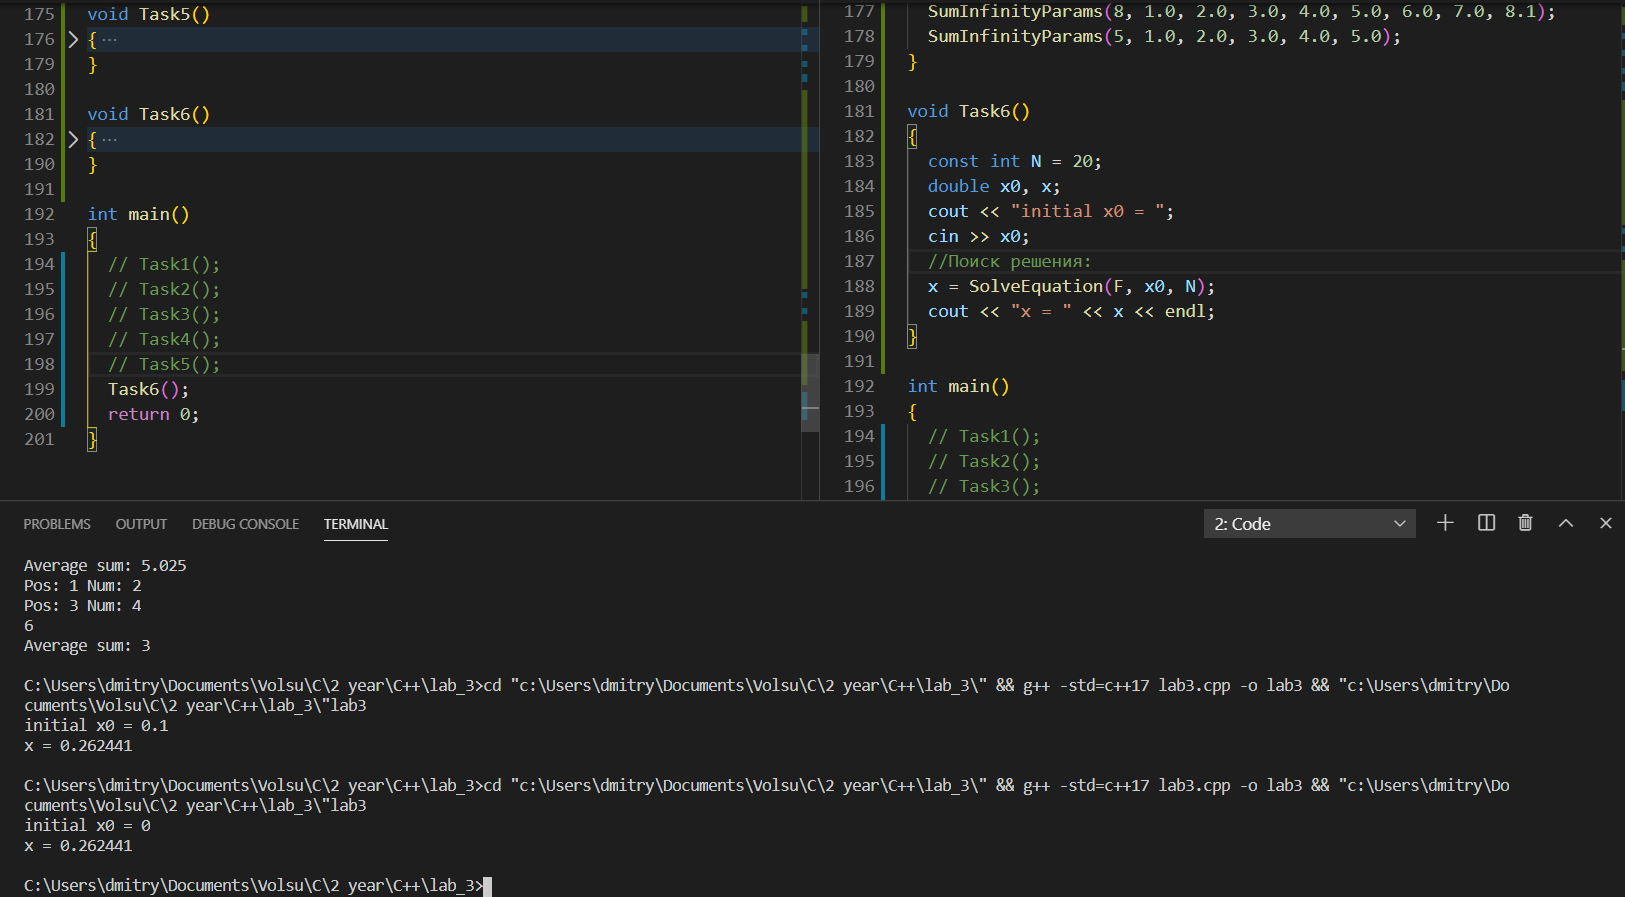 175 void Task5()
176 { ···
179 }
180
181 void Task6()
182 { ···
190 }
191
192 int main()
193 {
194 // Task1();
195 // Task2();
196 // Task3();
197 // Task4();
198 // Task5();
199 Task6();
200 return 0;
201 }
177 SumInfinityParams(8, 1.0, 2.0, 3.0, 4.0, 5.0, 6.0, 7.0, 8.1);
178 SumInfinityParams(5, 1.0, 2.0, 3.0, 4.0, 5.0);
179 }
180
181 void Task6()
182 {
183 const int N = 20;
184 double x0, x;
185 cout << "initial x0 = ";
186 cin >> x0;
187 //Поиск решения:
188 x = SolveEquation(F, x0, N);
189 cout << "x = " << x << endl;
190 }
191
192 int main()
193 {
194 // Task1();
195 // Task2();
196 // Task3();
PROBLEMS OUTPUT DEBUG CONSOLE TERMINAL 2: Code
Average sum: 5.025
Pos: 1 Num: 2
Pos: 3 Num: 4
6
Average sum: 3
C:\Users\dmitry\Documents\Volsu\C\2 year\C++\lab_3>cd "c:\Users\dmitry\Documents\Volsu\C\2 year\C++\lab_3\" && g++ -std=c++17 lab3.cpp -o lab3 && "c:\Users\dmitry\Do
cuments\Volsu\C\2 year\C++\lab_3\"lab3
initial x0 = 0.1
x = 0.262441
C:\Users\dmitry\Documents\Volsu\C\2 year\C++\lab_3>cd "c:\Users\dmitry\Documents\Volsu\C\2 year\C++\lab_3\" && g++ -std=c++17 lab3.cpp -o lab3 && "c:\Users\dmitry\Do
cuments\Volsu\C\2 year\C++\lab_3\"lab3
initial x0 = 0
x = 0.262441
C:\Users\dmitry\Documents\Volsu\C\2 year\C++\lab_3>